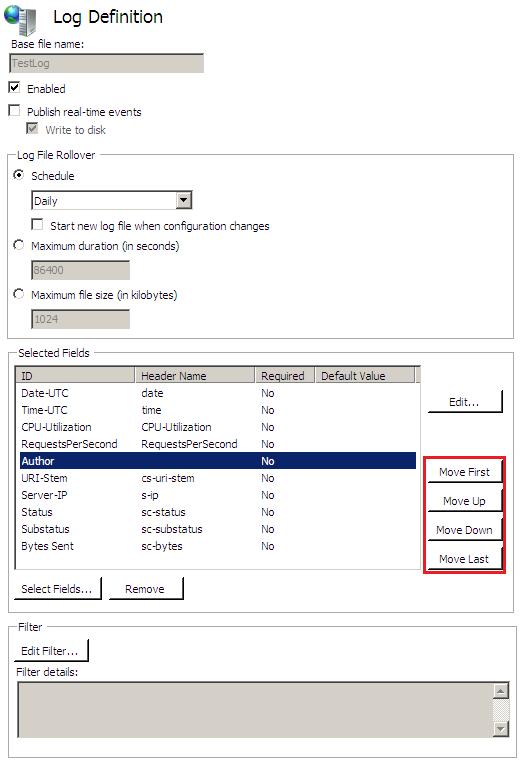 Log Definition
Base file name:
TestLog
Enabled
Publish real-time events
Write to disk
Log File Rollover
Schedule
Daily
Start new log file when configuration changes
Maximum duration (in seconds)
86400
Maximum file size (in kilobytes)
1024
Selected Fields
ID Header Name Required Default Value
Date-UTC date No
Time-UTC time No
CPU-Utilization CPU-Utilization No
RequestsPerSecond RequestsPerSecond No
Author No
URI-Stem cs-uri-stem No
Server-IP s-ip No
Status sc-status No
Substatus sc-substatus No
Bytes Sent sc-bytes No
Edit...
Move First
Move Up
Move Down
Move Last
Select Fields... Remove
Filter
Edit Filter...
Filter details: